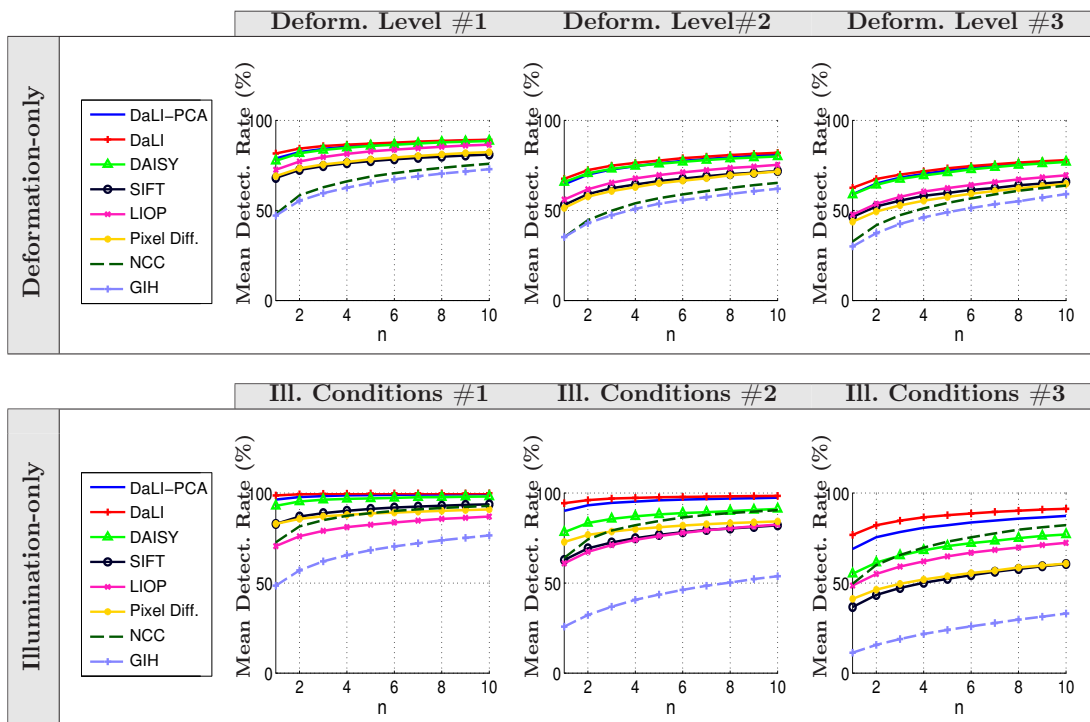 Deform. Level #1 Deform. Level#2 Deform. Level #3
Deformation-only
DaLI-PCA
DaLI
DAISY
SIFT
LIOP
Pixel Diff.
NCC
GIH
Mean Detect. Rate (%)
100
50
0
2 4 6 8 10
n
Mean Detect. Rate (%)
100
50
0
2 4 6 8 10
n
Mean Detect. Rate (%)
100
50
0
2 4 6 8 10
n
Ill. Conditions #1 Ill. Conditions #2 Ill. Conditions #3
Illumination-only
DaLI-PCA
DaLI
DAISY
SIFT
LIOP
Pixel Diff.
NCC
GIH
Mean Detect. Rate (%)
100
50
0
2 4 6 8 10
n
Mean Detect. Rate (%)
100
50
0
2 4 6 8 10
n
Mean Detect. Rate (%)
100
50
0
2 4 6 8 10
n